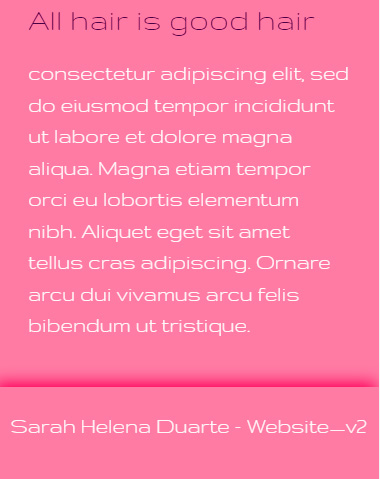 All hair is good hair
consectetur adipiscing elit, sed
do eiusmod tempor incididunt
ut labore et dolore magna
aliqua. Magna etiam tempor
orci eu lobortis elementum
nibh. Aliquet eget sit amet
tellus cras adipiscing. Ornare
arcu dui vivamus arcu felis
bibendum ut tristique.
Sarah Helena Duarte - Website_v2